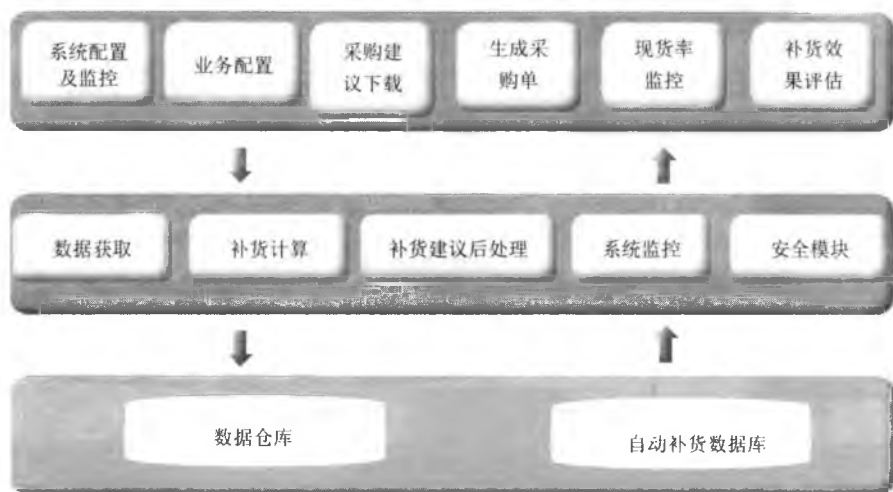 系统配置
及监控
业务配置
采购建
议下载
生成采
购单
现货率
监控
补货效
果评估
数据获取
补货计算
补货建议后处理
系统监控
安全模块
数据仓库
自动补货数据库